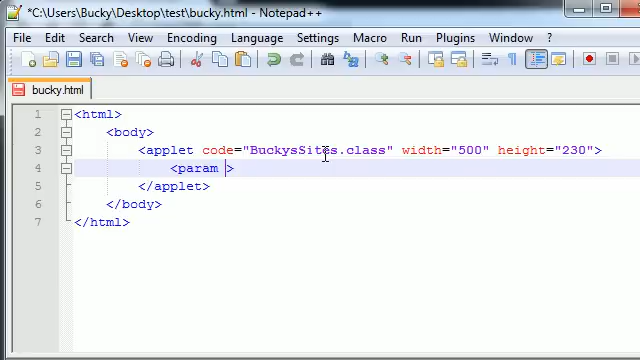 *C:\Users\Bucky\Desktop\test\bucky.html - Notepad++
File Edit Search View Encoding Language Settings Macro Run Plugins Window ?
bucky.html
1 <html>
2 <body>
3 <applet code="BuckysSites.class" width="500" height="230">
4 <param >
5 </applet>
6 </body>
7 </html>